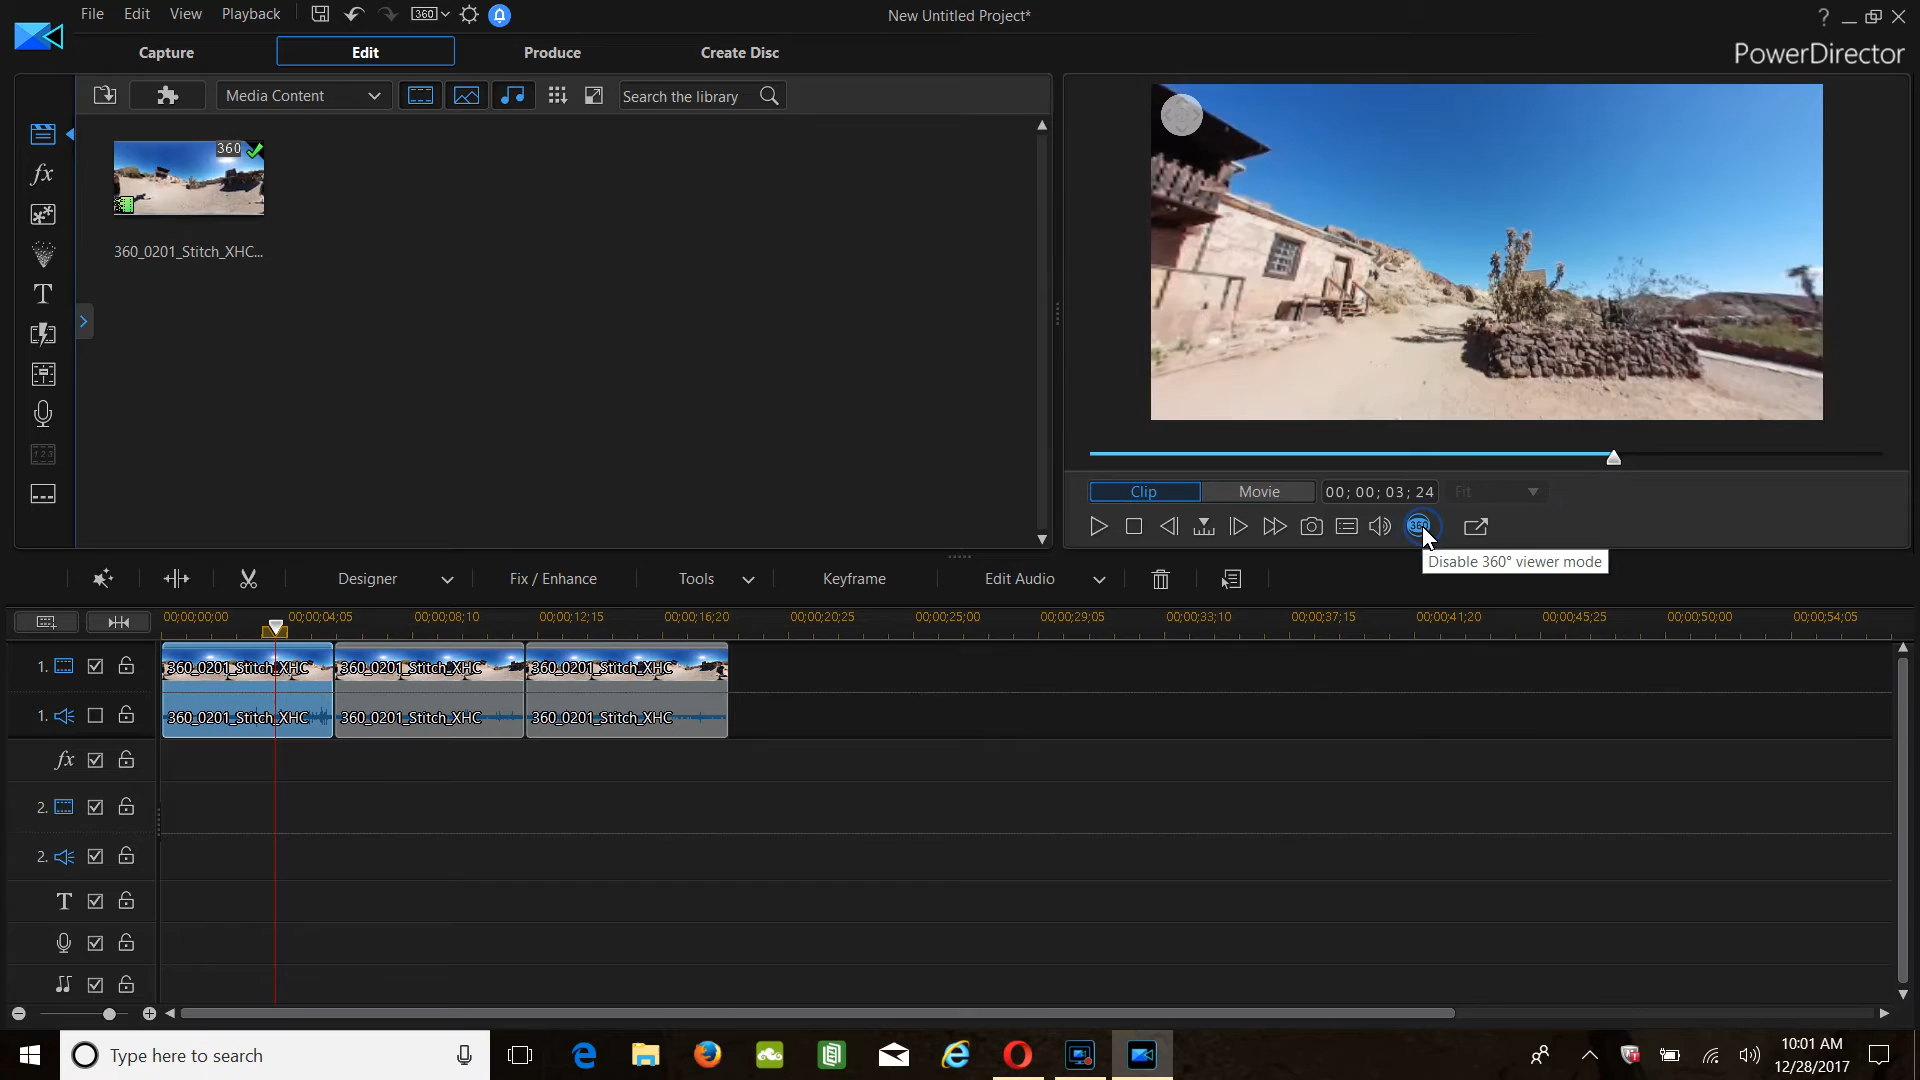 File Edit View Playback 360 New Untitled Project* ?
Capture Edit Produce Create Disc PowerDirector
Media Content Search the library
360
360_0201_Stitch_XHC...
fx
T
123
Clip Movie 00; 00; 03; 24 Fit
360
Disable 360° viewer mode
Designer Fix / Enhance Tools Keyframe Edit Audio
00;00;00;00 00;00;04;05 00;00;08;10 00;00;12;15 00;00;16;20 00;00;20;25 00;00;25;00 00;00;29;05 00;00;33;10 00;00;37;15 00;00;41;20 00;00;45;25 00;00;50;00 00;00;54;05
1. 360_0201_Stitch_XHC 360_0201_Stitch_XHC 360_0201_Stitch_XHC
1. 360_0201_Stitch_XHC 360_0201_Stitch_XHC 360_0201_Stitch_XHC
fx
2.
2.
T
Type here to search 10:01 AM
12/28/2017